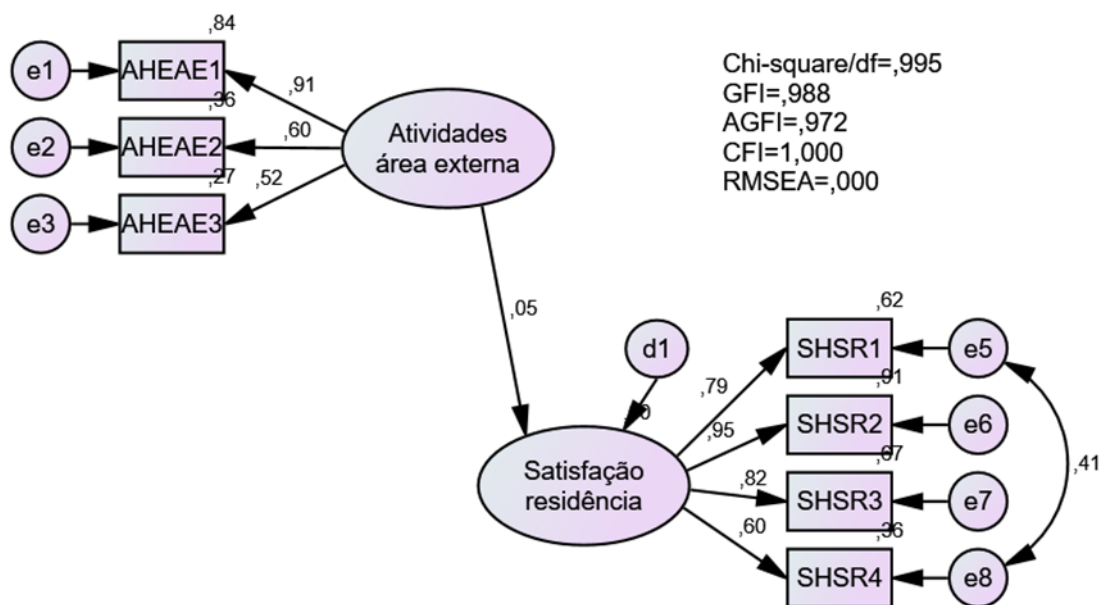 ,84
e1
AHEAE1
,91
,36
e2
AHEAE2
,60
,27
e3
AHEAE3
,52
Atividades
área externa
Chi-square/df=,995
GFI=,988
AGFI=,972
CFI=1,000
RMSEA=,000
,05
d1
Satisfação
residência
,79
,95
,82
,60
,62
SHSR1
e5
,91
SHSR2
e6
,67
SHSR3
e7
,36
SHSR4
e8
,41